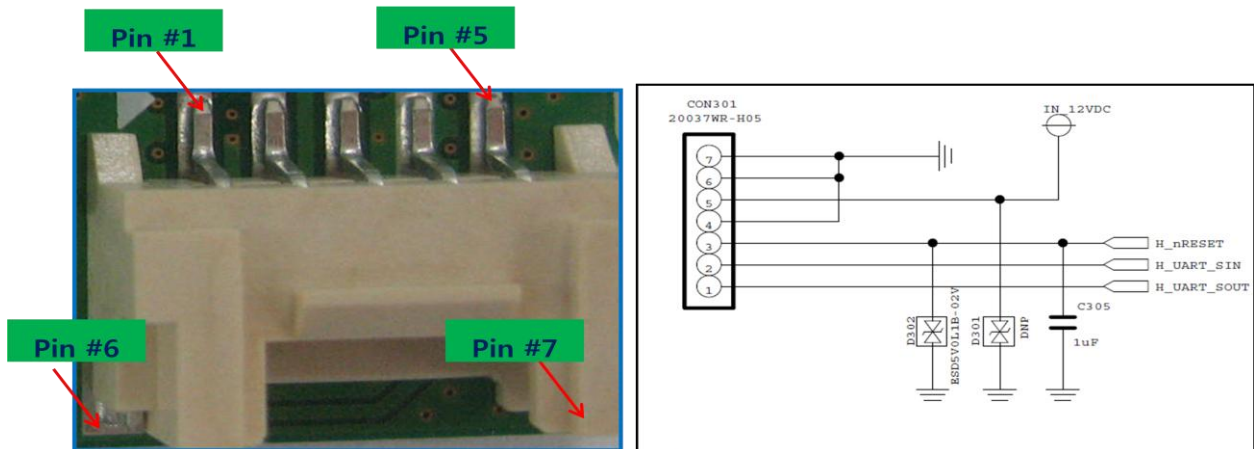 Pin #1
Pin #5
Pin #6
Pin #7
CON301
20037WR-H05
IN_12VDC
7
6
5
4
3
2
1
H_nRESET
H_UART_SIN
H_UART_SOUT
D302
ESD5V0L1B-02V
D301
DNP
C305
1uF